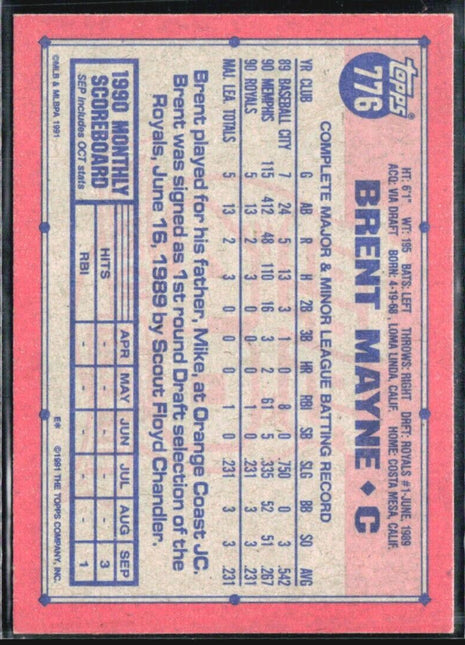 topps®
776
HT: 6'1" WT: 195 BATS: LEFT THROWS: RIGHT DRFT: ROYALS #1-JUNE, 1989
ACQ: VIA DRAFT BORN: 4-19-68, LOMA LINDA, CALIF. HOME: COSTA MESA, CALIF.
BRENT MAYNE ♦ C
COMPLETE MAJOR & MINOR LEAGUE BATTING RECORD
YR CLUB G AB R H 2B 3B HR RBI SB SLG BB SO AVG
89 BASEBALL CITY 7 24 5 13 3 1 0 8 0 .750 0 3 .542
90 MEMPHIS 115 412 48 110 16 3 2 61 5 .335 52 51 .267
90 ROYALS 5 13 2 3 0 0 0 1 0 .231 3 3 .231
MAJ. LEA. TOTALS 5 13 2 3 0 0 0 1 0 .231 3 3 .231
Brent played for his father, Mike, at Orange Coast JC.
Brent was signed as 1st round Draft selection of the
Royals, June 16, 1989 by Scout Floyd Chandler.
1990 MONTHLY
SCOREBOARD
SEP includes OCT stats
APR MAY JUN JUL AUG SEP
HITS - - - - - 3
RBI - - - - - 1
©MLB & MLBPA 1991 E* ©1991 THE TOPPS COMPANY, INC.